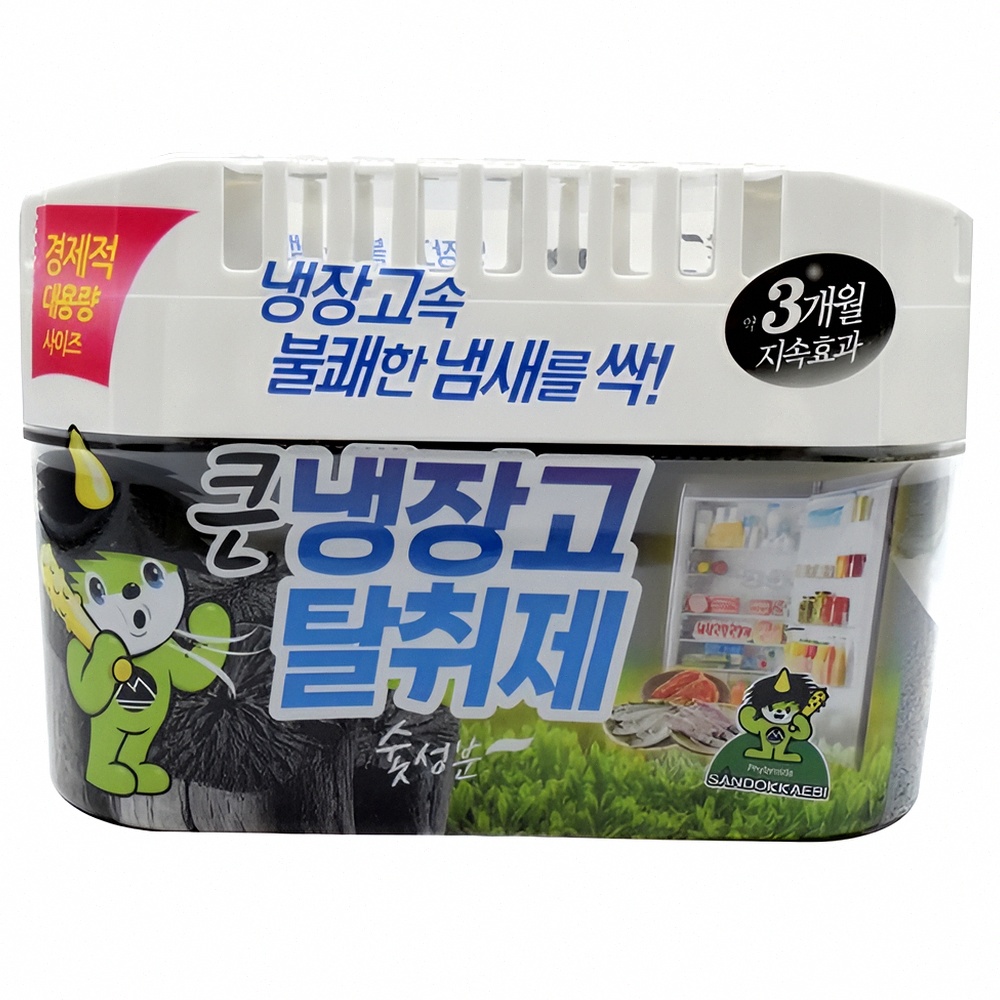 경제적
대용량
사이즈
냉장고속
불쾌한 냄새를 싹!
약 3개월
지속효과
큰 냉장고
탈취제
숯성분
SANDOKKAEBI